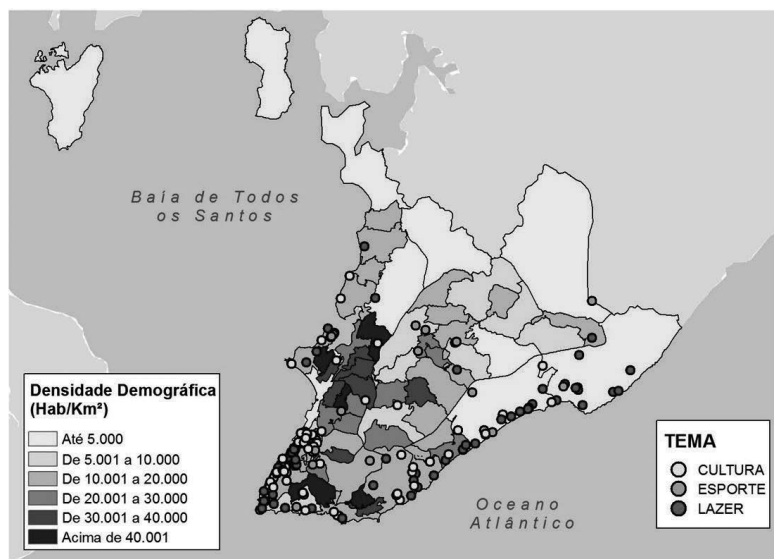 Baía de Todos
os Santos
Densidade Demográfica
(Hab/Km²)
Até 5.000
De 5.001 a 10.000
De 10.001 a 20.000
De 20.001 a 30.000
De 30.001 a 40.000
Acima de 40.001
TEMA
CULTURA
ESPORTE
LAZER
Oceano
Atlântico